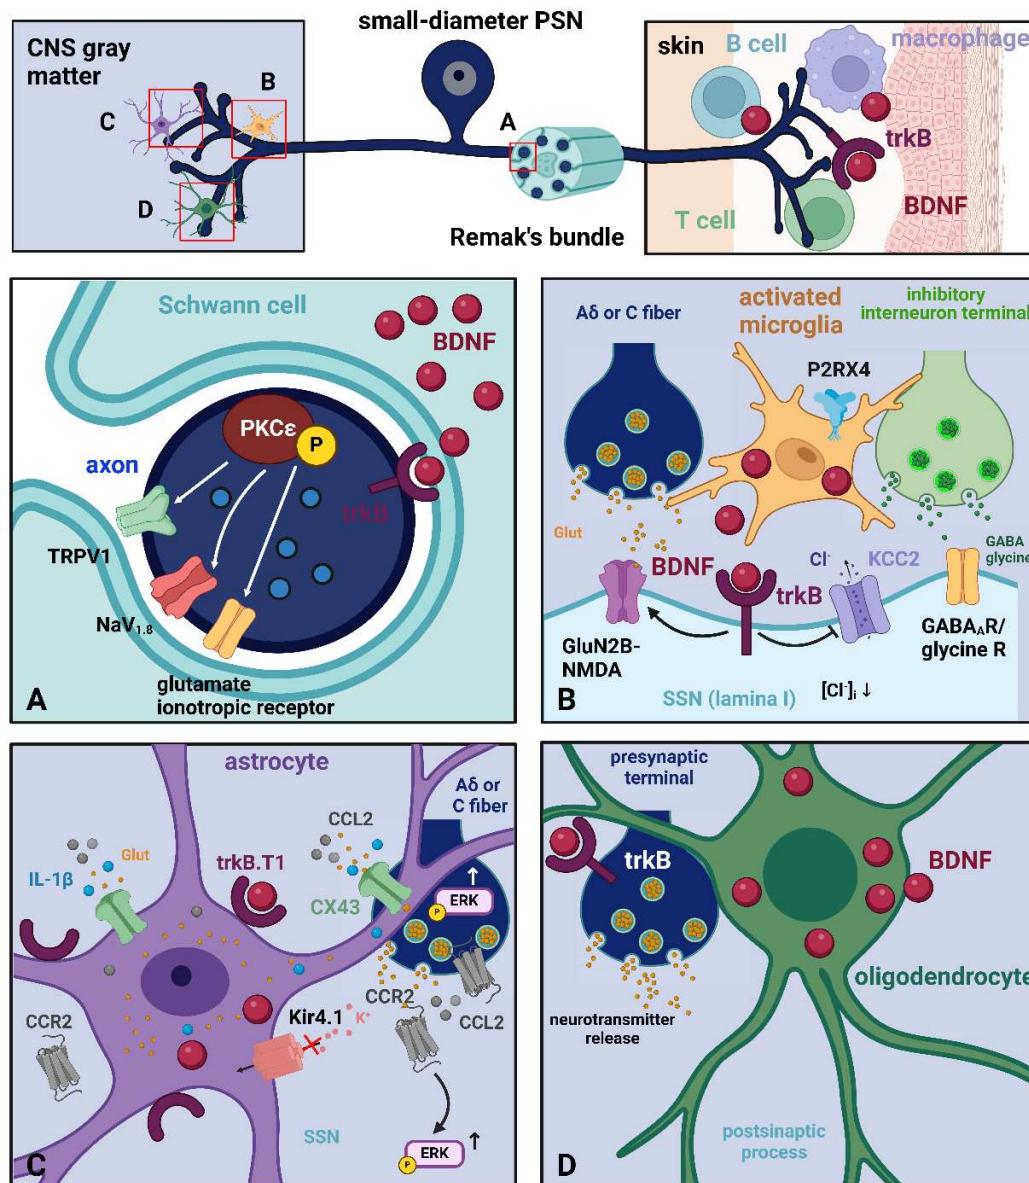 small-diameter PSN
CNS gray
matter
B
C
D
A
Remak's bundle
skin
B cell
macrophage
trkB
BDNF
T cell
Schwann cell
BDNF
PKCε
P
axon
trkB
TRPV1
NaV1.8
glutamate
ionotropic receptor
A
Aδ or C fiber
activated
microglia
inhibitory
interneuron terminal
P2RX4
Glut
BDNF
trkB
Cl-
KCC2
GABA
glycine
GluN2B-
NMDA
GABAAR/
glycine R
SSN (lamina I)
[Cl-]i ↓
B
astrocyte
Aδ or
C fiber
CCL2
Glut
IL-1β
trkB.T1
CX43
↑
ERK
P
CCR2
CCR2
CCL2
Kir4.1
K+
SSN
ERK
↑
P
C
presynaptic
terminal
trkB
BDNF
oligodendrocyte
neurotransmitter
release
postsinaptic
process
D